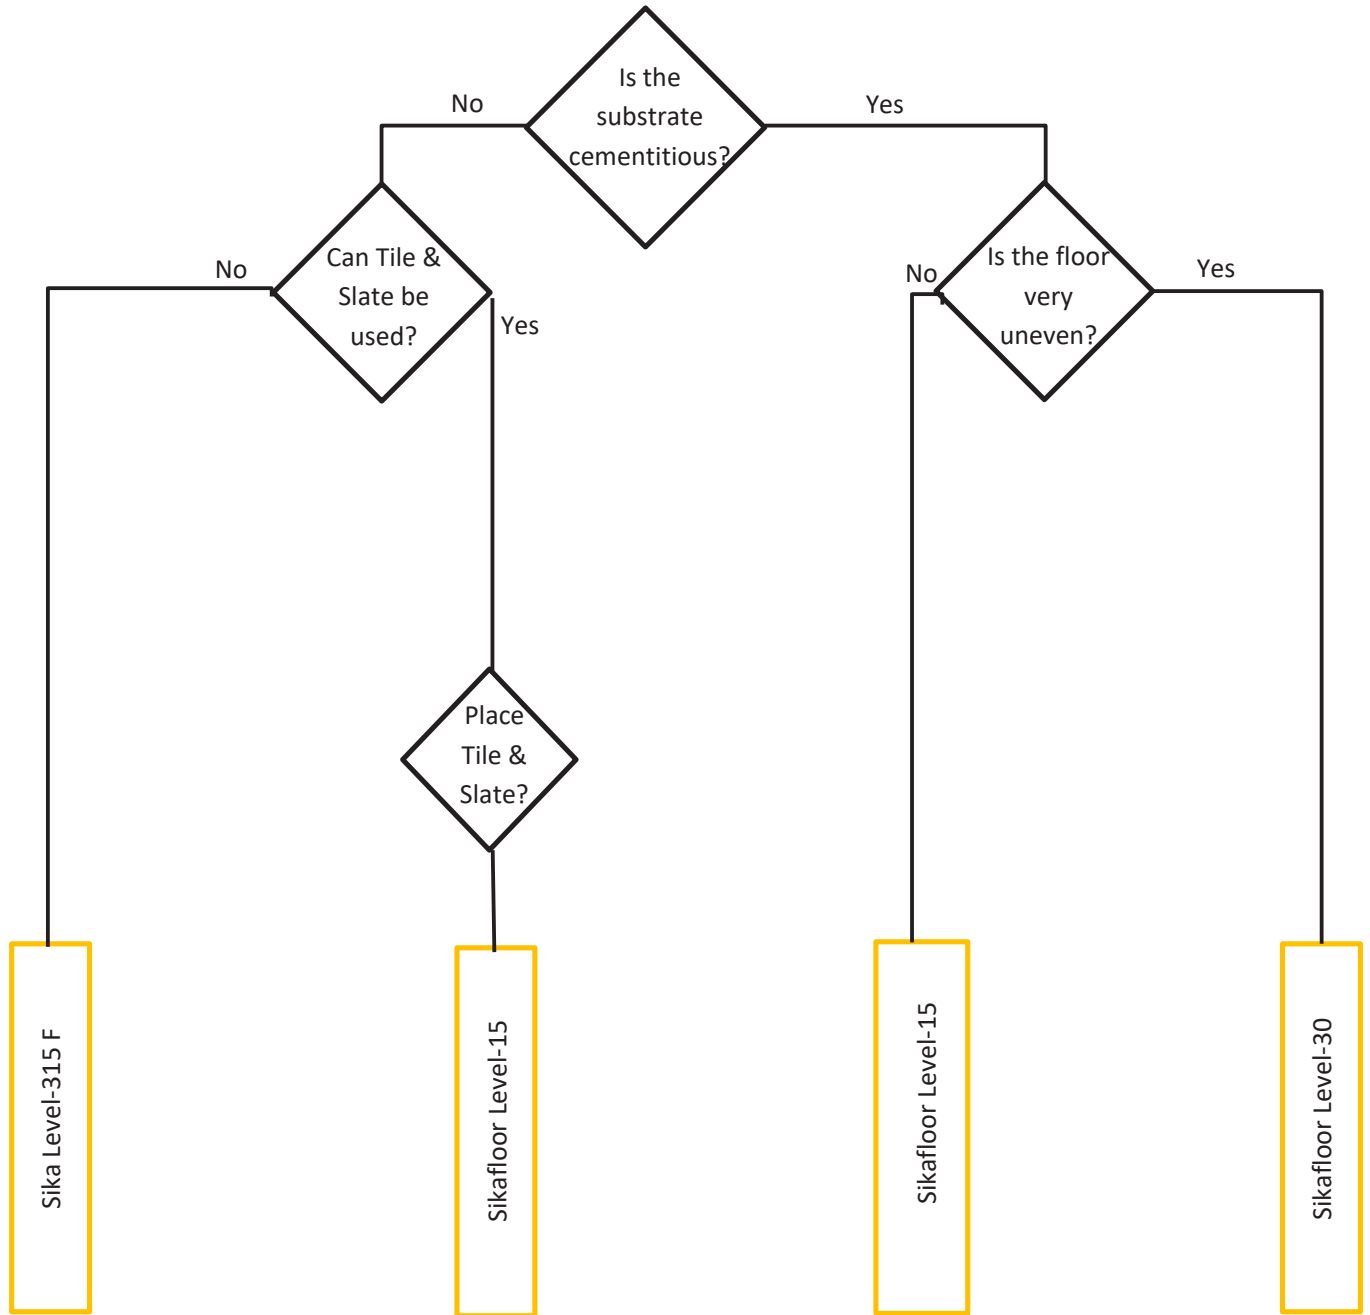 Is the
substrate
cementitious?
No
Yes
Can Tile &
Slate be
used?
No
Yes
Is the floor
very
uneven?
No
Yes
Place
Tile &
Slate?
Sika Level-315 F
Sikafloor Level-15
Sikafloor Level-15
Sikafloor Level-30